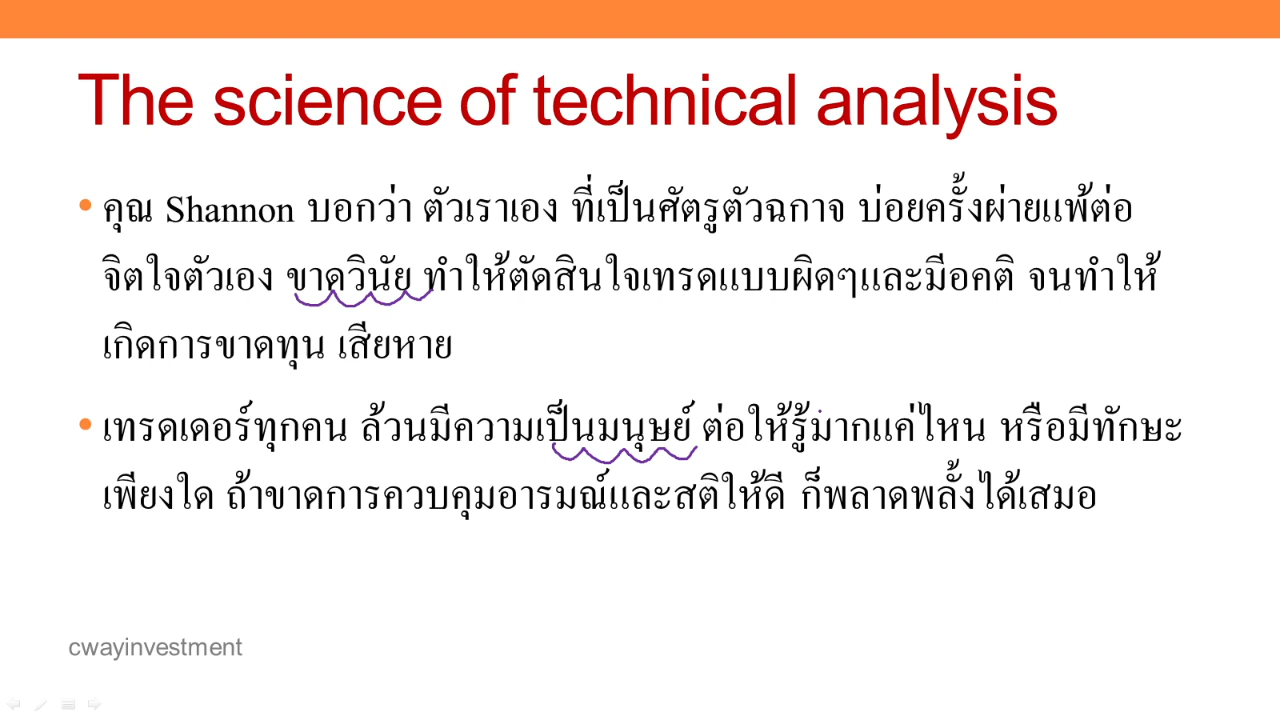 The science of technical analysis
• คุณ Shannon บอกว่า ตัวเราเอง ที่เป็นศัตรูตัวฉกาจ บ่อยครั้งผ่ายแพ้ต่อ
จิตใจตัวเอง ขาดวินัย ทำให้ตัดสินใจเทรดแบบผิดๆและมีอคติ จนทำให้
เกิดการขาดทุน เสียหาย
• เทรดเดอร์ทุกคน ล้วนมีความเป็นมนุษย์ ต่อให้รู้มากแค่ไหน หรือมีทักษะ
เพียงใด ถ้าขาดการควบคุมอารมณ์และสติให้ดี ก็พลาดพลั้งได้เสมอ
cwayinvestment